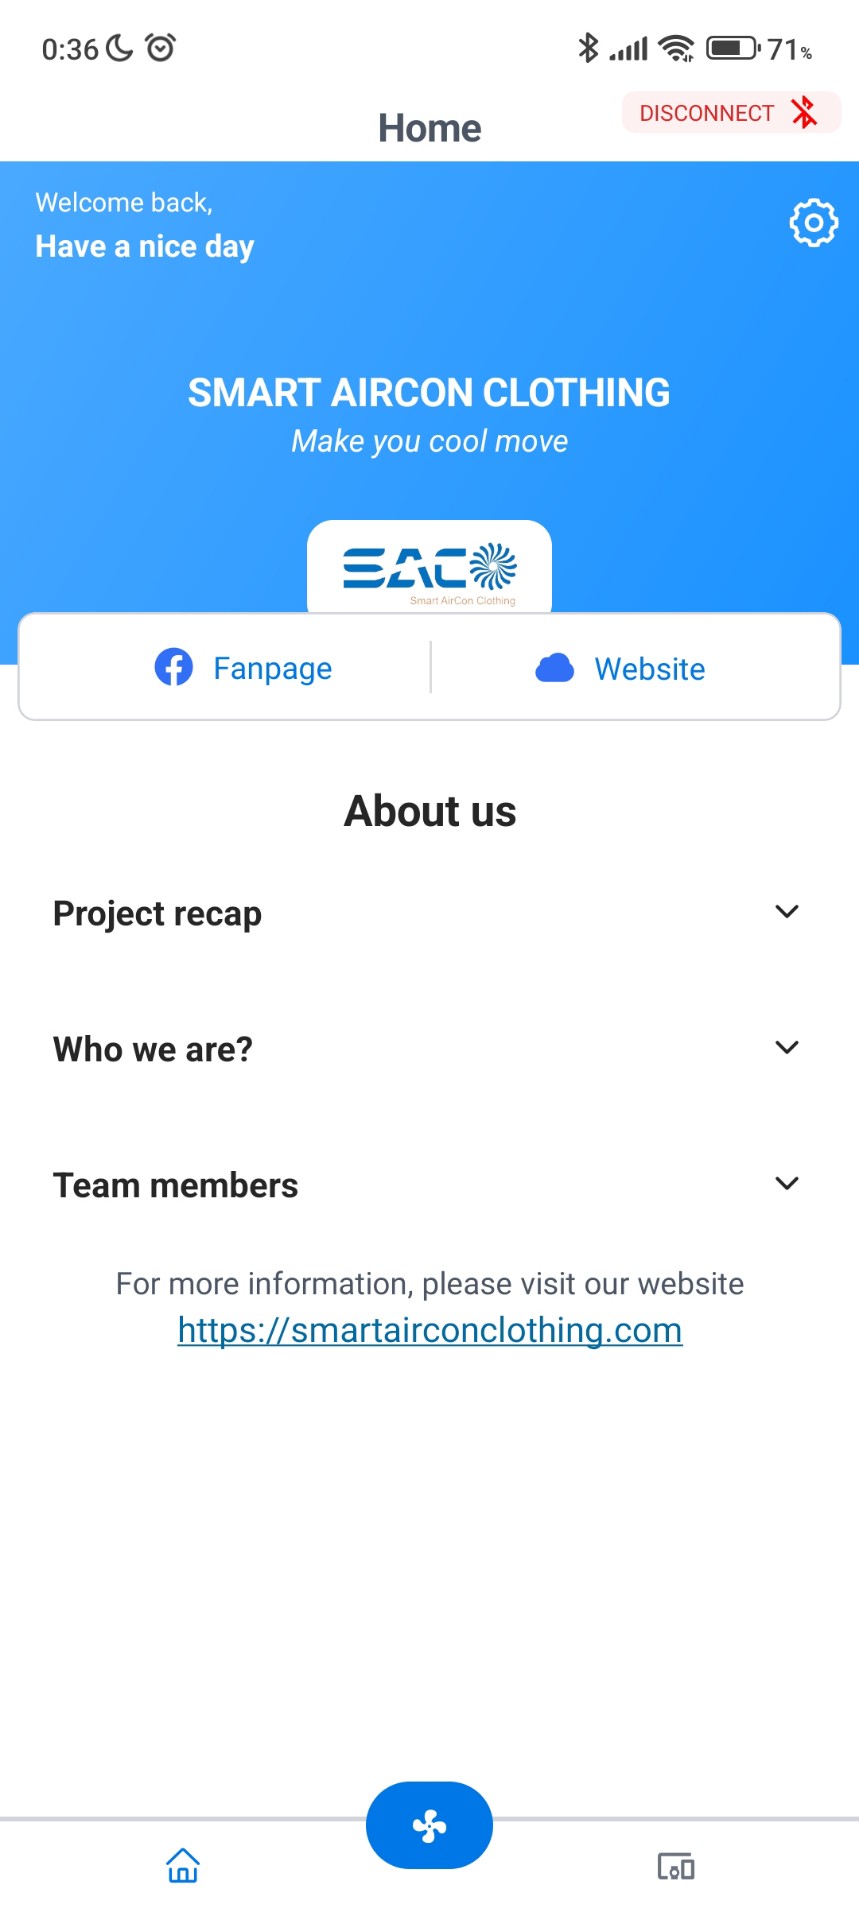 0:36
71%
Home
DISCONNECT
Welcome back,
Have a nice day
SMART AIRCON CLOTHING
Make you cool move
SAC
Smart AirCon Clothing
Fanpage
Website
About us
Project recap
Who we are?
Team members
For more information, please visit our website
https://smartairconclothing.com